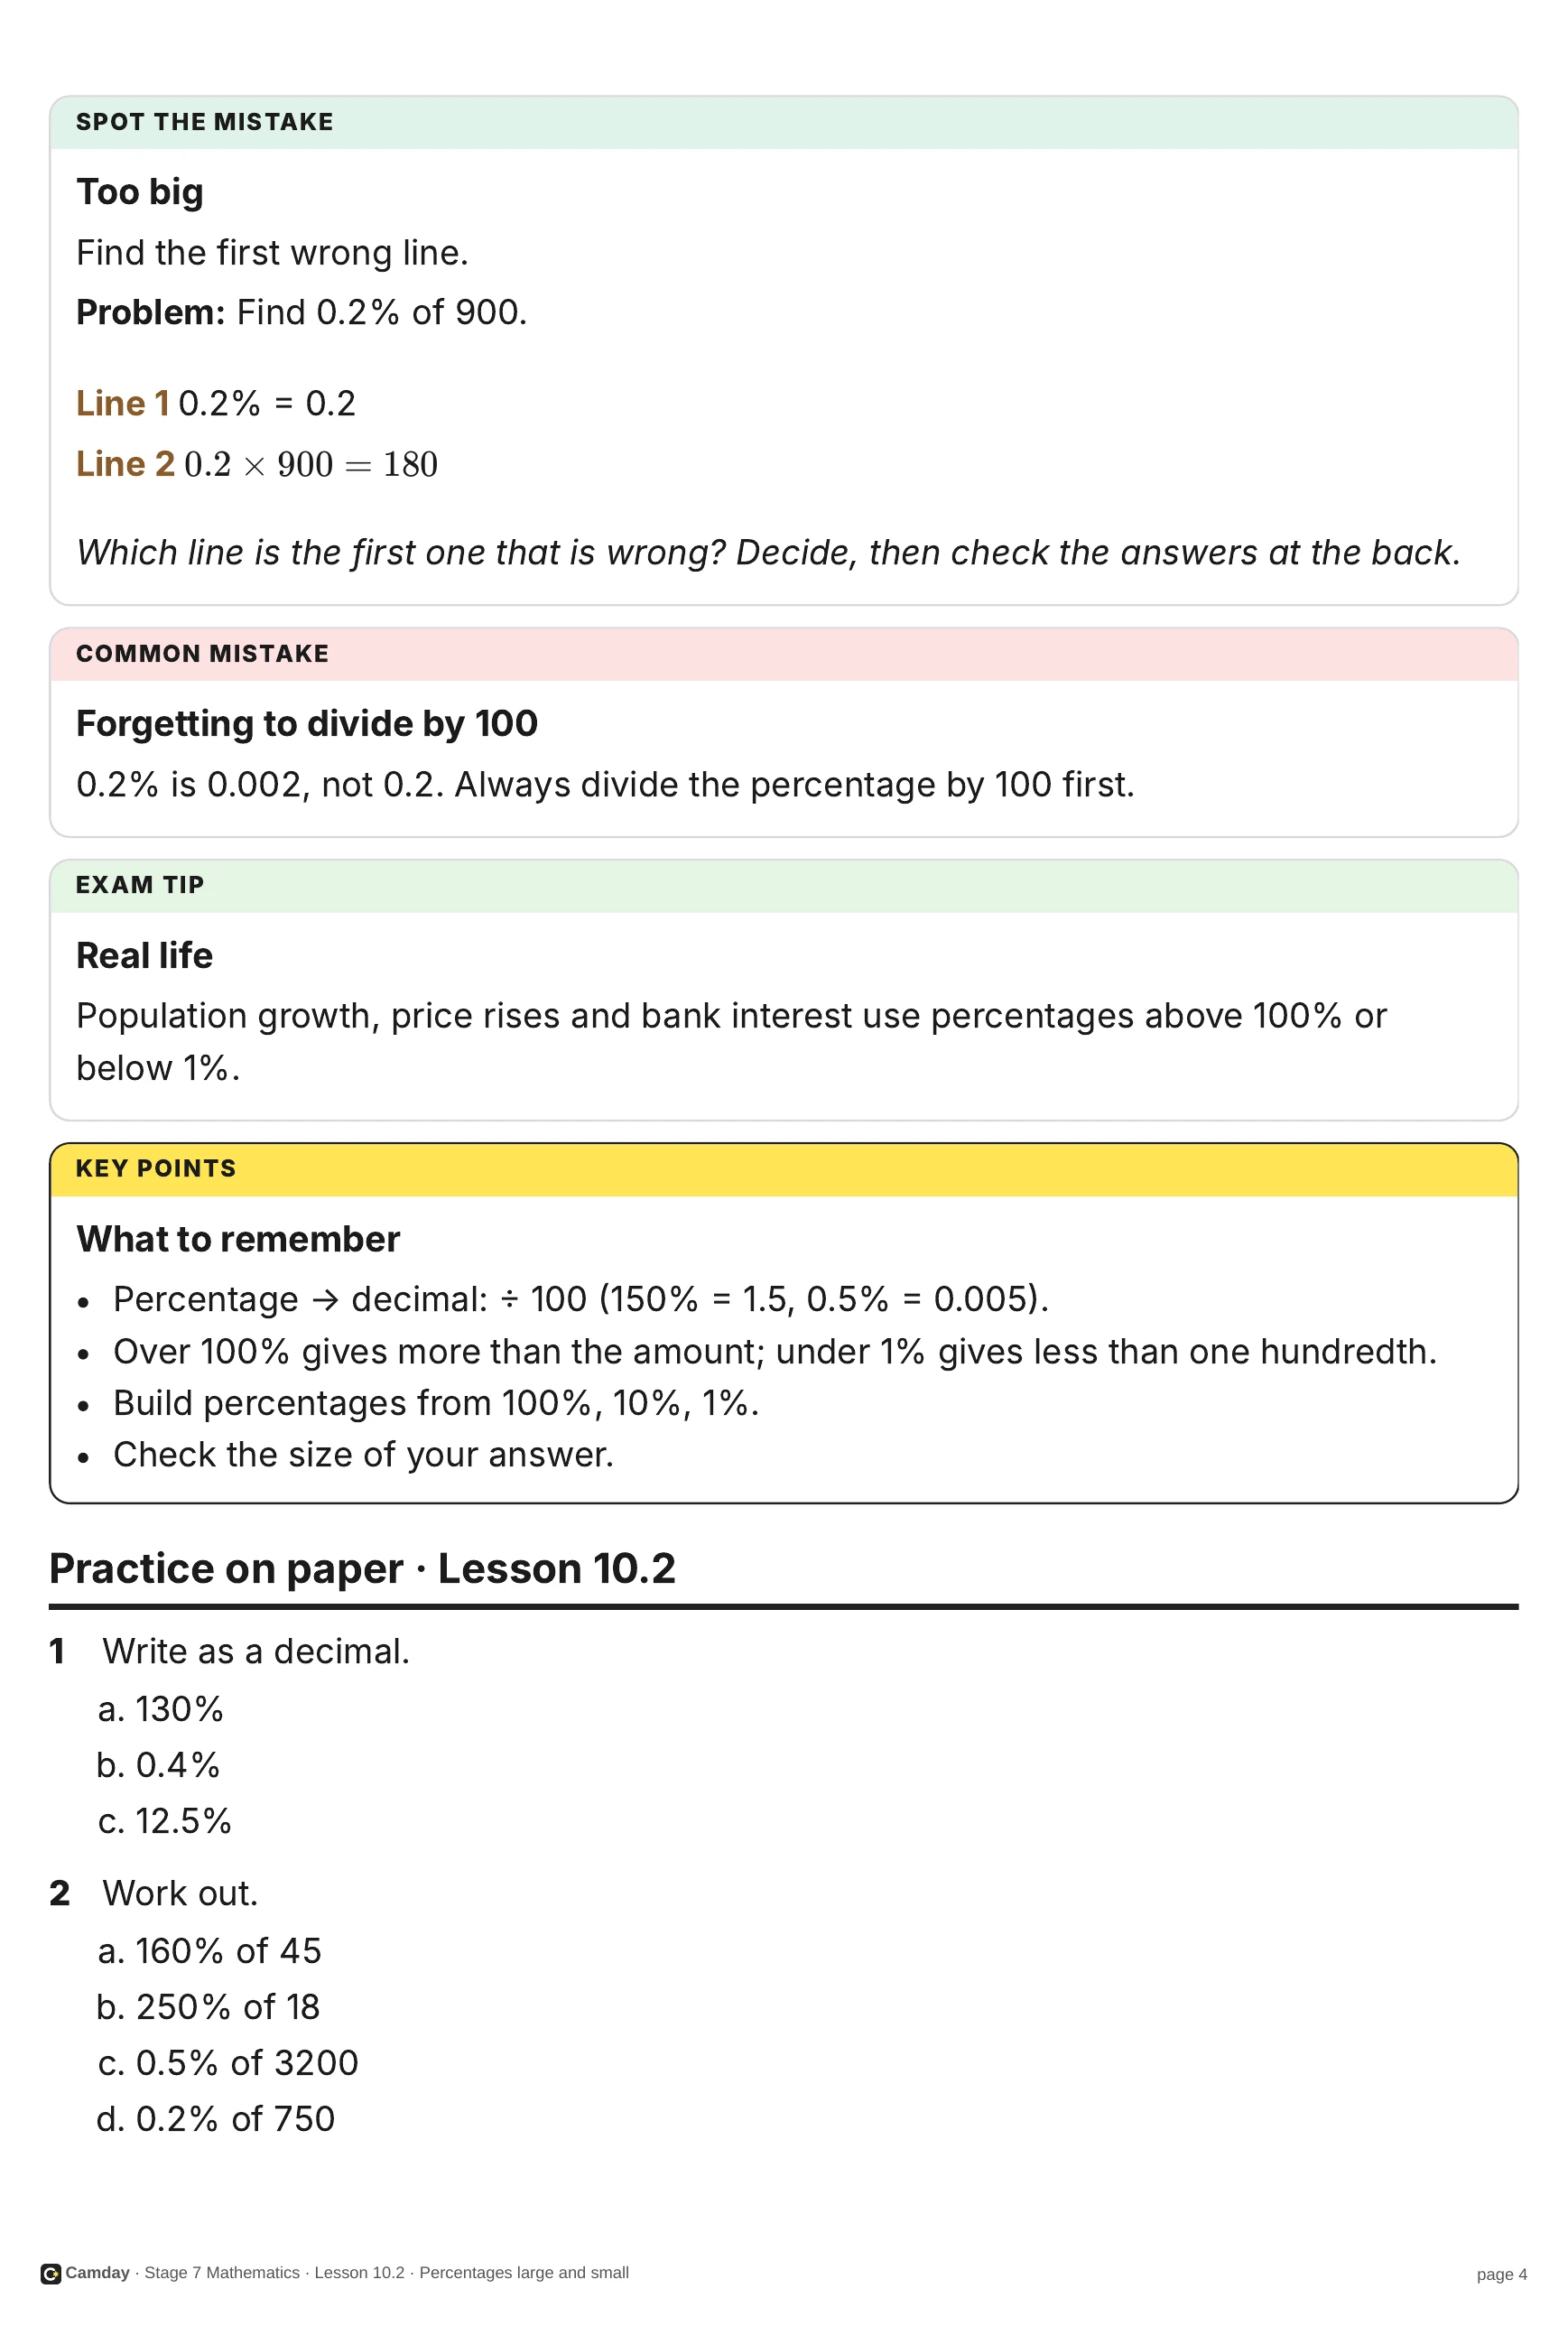 SPOT THE MISTAKE
Too big
Find the first wrong line.
Problem: Find 0.2% of 900.
Line 1 0.2% = 0.2
Line 2 0.2 × 900 = 180
Which line is the first one that is wrong? Decide, then check the answers at the back.
COMMON MISTAKE
Forgetting to divide by 100
0.2% is 0.002, not 0.2. Always divide the percentage by 100 first.
EXAM TIP
Real life
Population growth, price rises and bank interest use percentages above 100% or
below 1%.
KEY POINTS
What to remember
• Percentage → decimal: ÷ 100 (150% = 1.5, 0.5% = 0.005).
• Over 100% gives more than the amount; under 1% gives less than one hundredth.
• Build percentages from 100%, 10%, 1%.
• Check the size of your answer.
Practice on paper · Lesson 10.2
1 Write as a decimal.
a. 130%
b. 0.4%
c. 12.5%
2 Work out.
a. 160% of 45
b. 250% of 18
c. 0.5% of 3200
d. 0.2% of 750
Camday · Stage 7 Mathematics · Lesson 10.2 · Percentages large and small
page 4